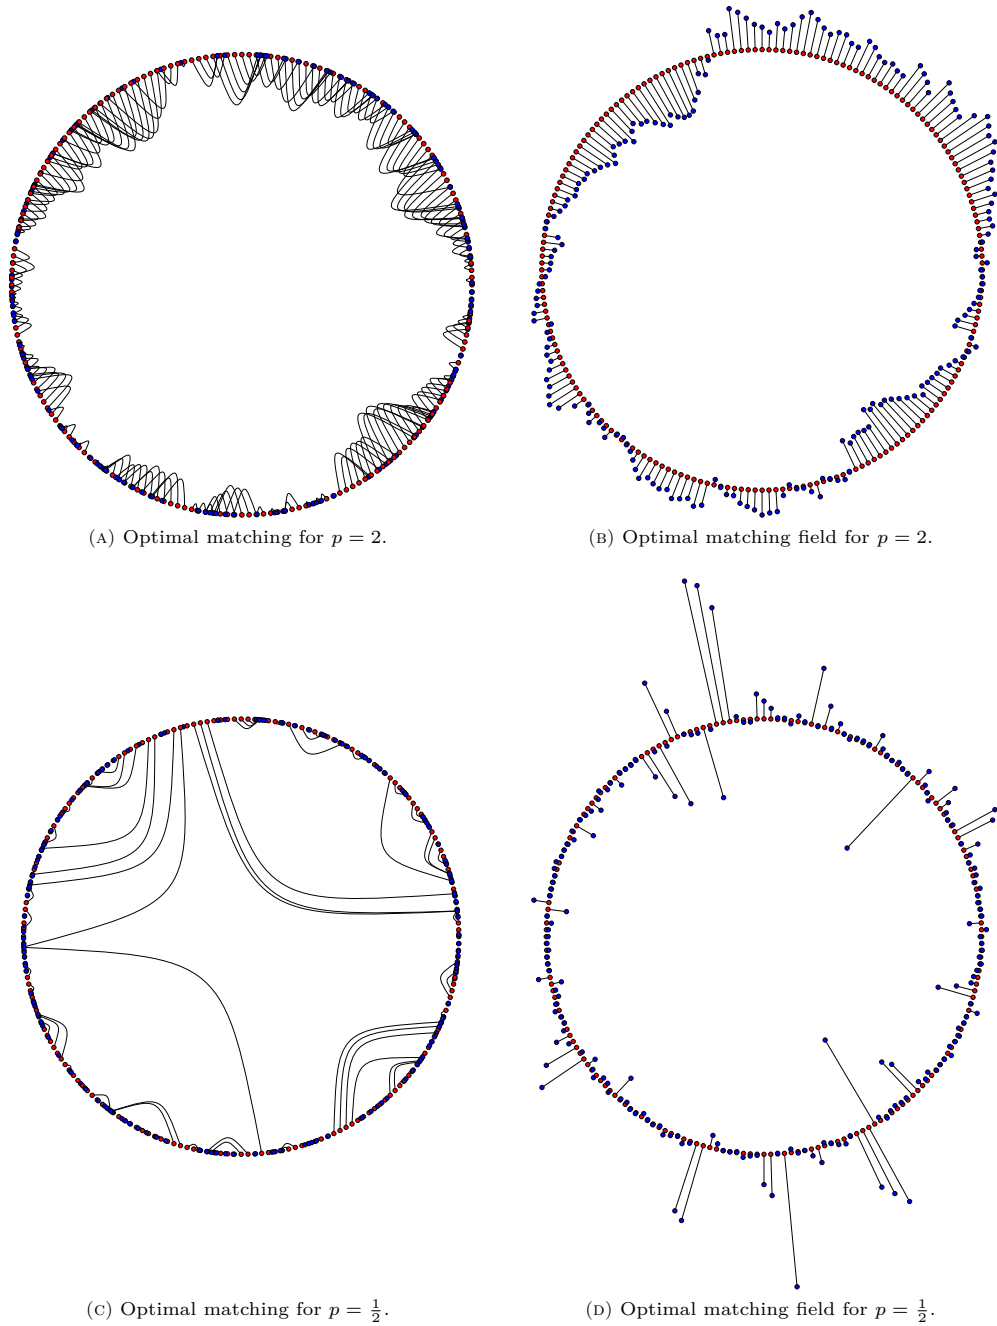 (A) Optimal matching for p = 2.
(B) Optimal matching field for p = 2.
(C) Optimal matching for p = 1/2.
(D) Optimal matching field for p = 1/2.